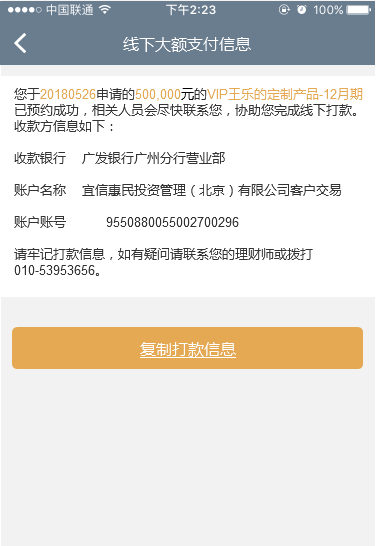 中国联通 下午2:23 100%
线下大额支付信息
您于20180526申请的500,000元的VIP王乐的定制产品-12月期
已预约成功，相关人员会尽快联系您，协助您完成线下打款。
收款方信息如下：
收款银行 广发银行广州分行营业部
账户名称 宜信惠民投资管理（北京）有限公司客户交易
账户账号 9550880055002700296
请牢记打款信息，如有疑问请联系您的理财师或拨打
010-53953656。
复制打款信息